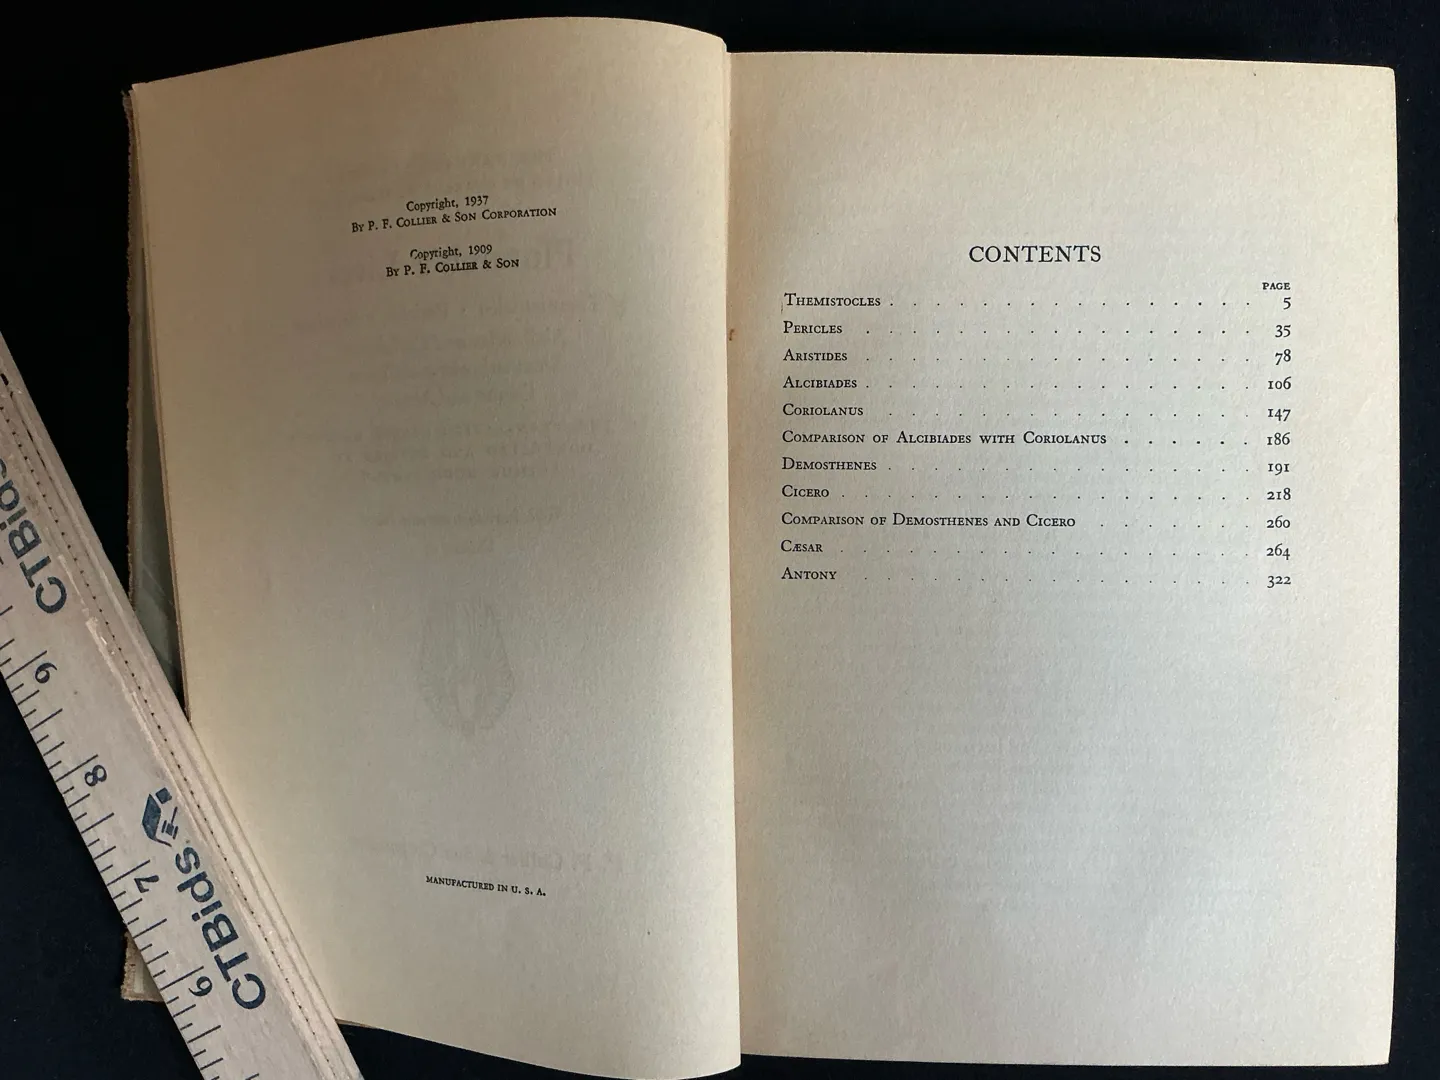 Copyright, 1937
By P. F. Collier & Son Corporation
Copyright, 1909
By P. F. Collier & Son
MANUFACTURED IN U. S. A.
CONTENTS
PAGE
Themistocles . . . . . . . . . . . . . . . . 5
Pericles . . . . . . . . . . . . . . . . . 35
Aristides . . . . . . . . . . . . . . . . . 78
Alcibiades . . . . . . . . . . . . . . . . . 106
Coriolanus . . . . . . . . . . . . . . . . 147
Comparison of Alcibiades with Coriolanus . . . . . . 186
Demosthenes . . . . . . . . . . . . . . . . 191
Cicero . . . . . . . . . . . . . . . . . . 218
Comparison of Demosthenes and Cicero . . . . . . . 260
Cæsar . . . . . . . . . . . . . . . . . . 264
Antony . . . . . . . . . . . . . . . . . 322
CTBids
9
8
7
CTBids
6